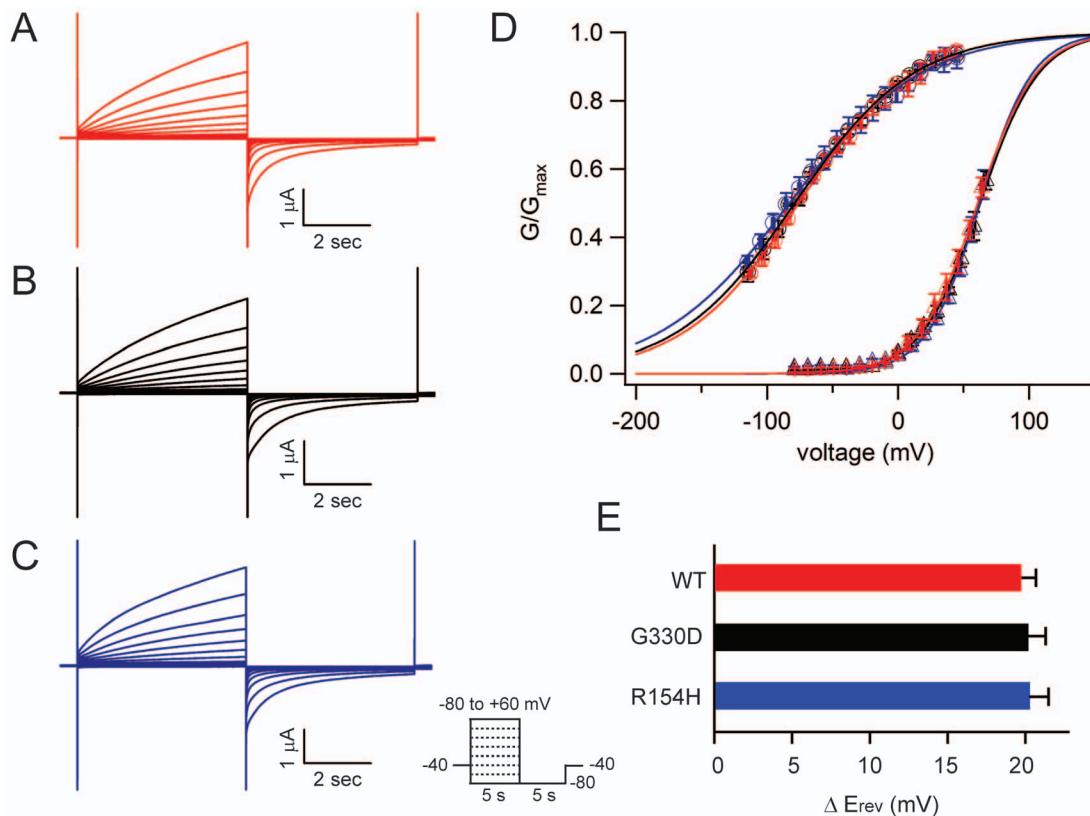 A
1 μA
2 sec
B
1 μA
2 sec
C
1 μA
2 sec
-80 to +60 mV
-40
-40
-80
5 s
5 s
D
1.0
0.8
0.6
0.4
0.2
0.0
G/Gmax
-200
-100
0
100
voltage (mV)
E
WT
G330D
R154H
0
5
10
15
20
Δ Erev (mV)